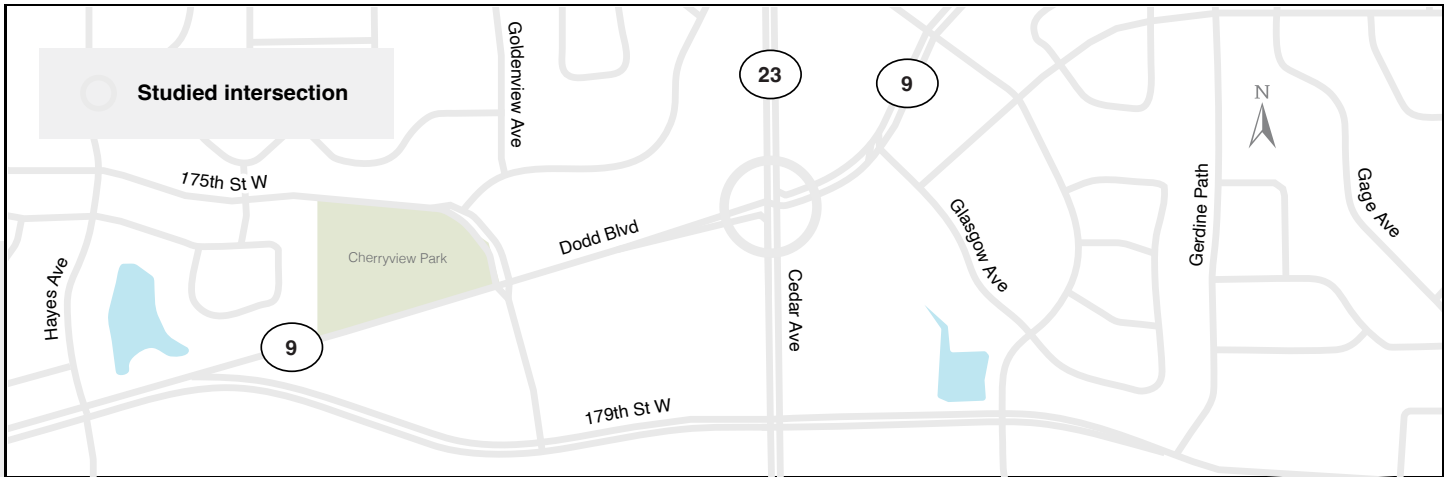 Goldenview Ave
23
9
Studied intersection
N
175th St W
Gerdine Path
Gage Ave
Glasgow Ave
Dodd Blvd
Cherryview Park
Hayes Ave
Cedar Ave
9
179th St W